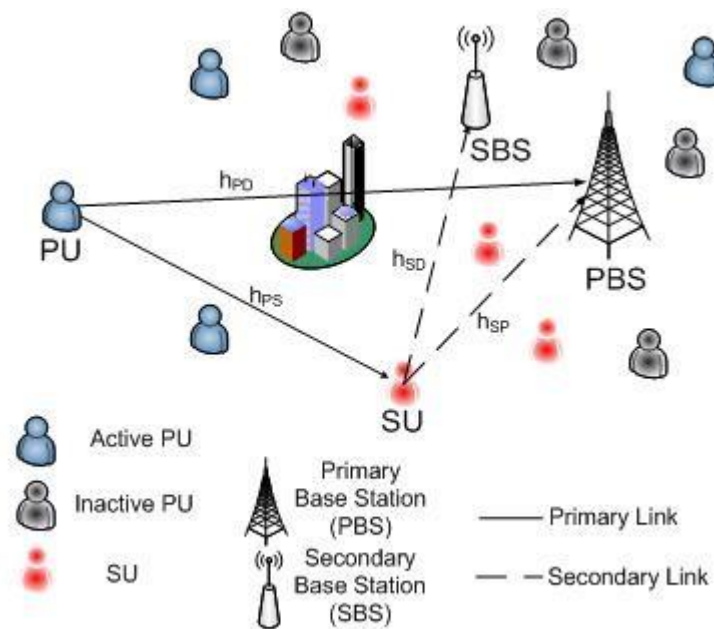 SBS
h_PD
PU
PBS
h_SD
h_PS
h_SP
SU
Active PU
Inactive PU
SU
Primary
Base Station
(PBS)
Secondary
Base Station
(SBS)
Primary Link
Secondary Link